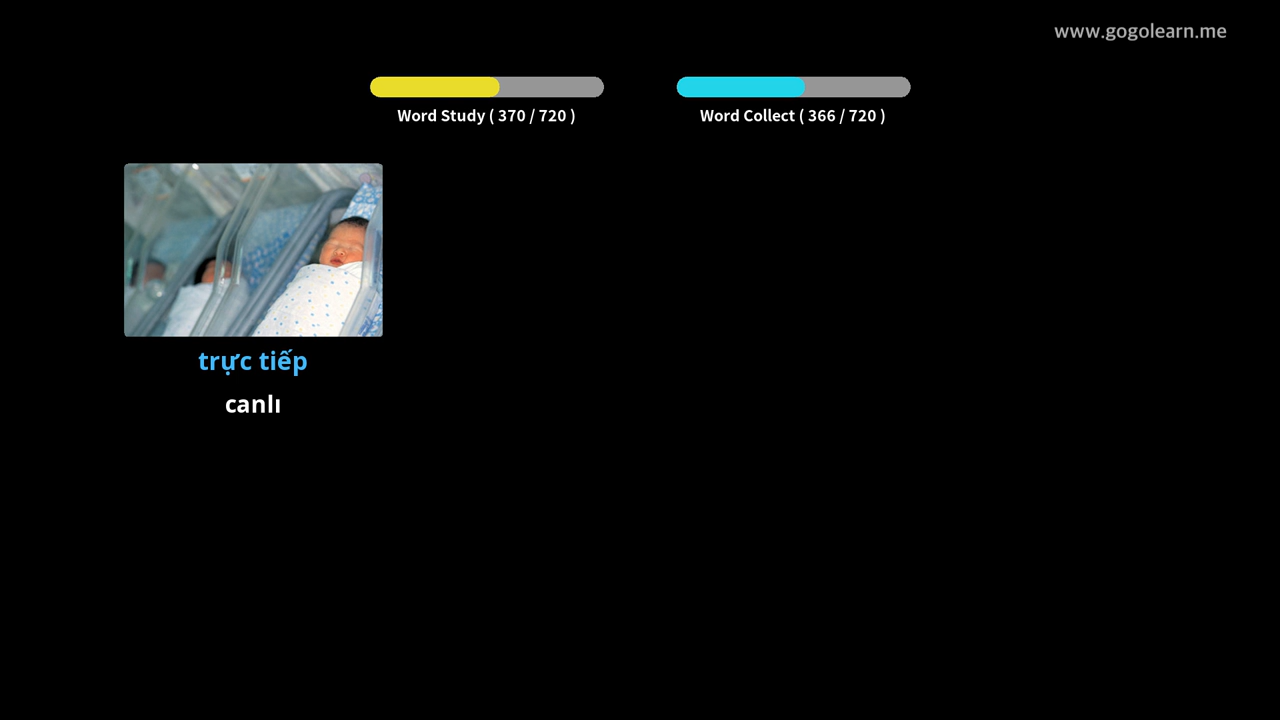 www.gogolearn.me
Word Study ( 370 / 720 )
Word Collect ( 366 / 720 )
trực tiếp
canlı